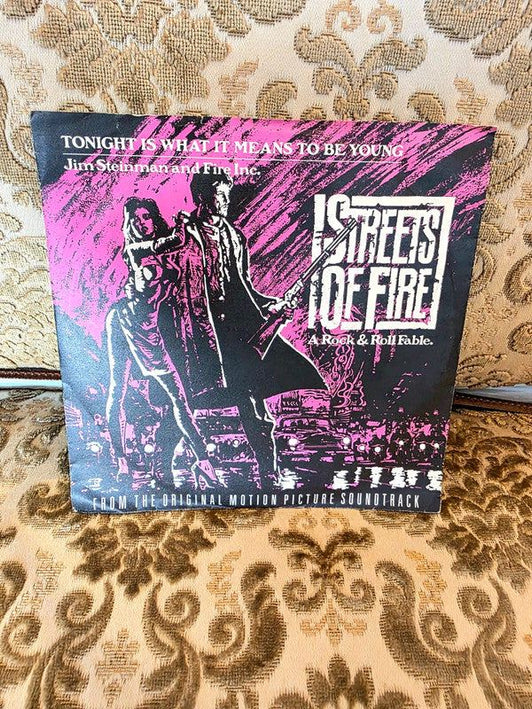 TONIGHT IS WHAT IT MEANS TO BE YOUNG
Jim Steinman and Fire Inc.
STREETS
OF FIRE
A Rock & Roll Fable.
FROM THE ORIGINAL MOTION PICTURE SOUNDTRACK